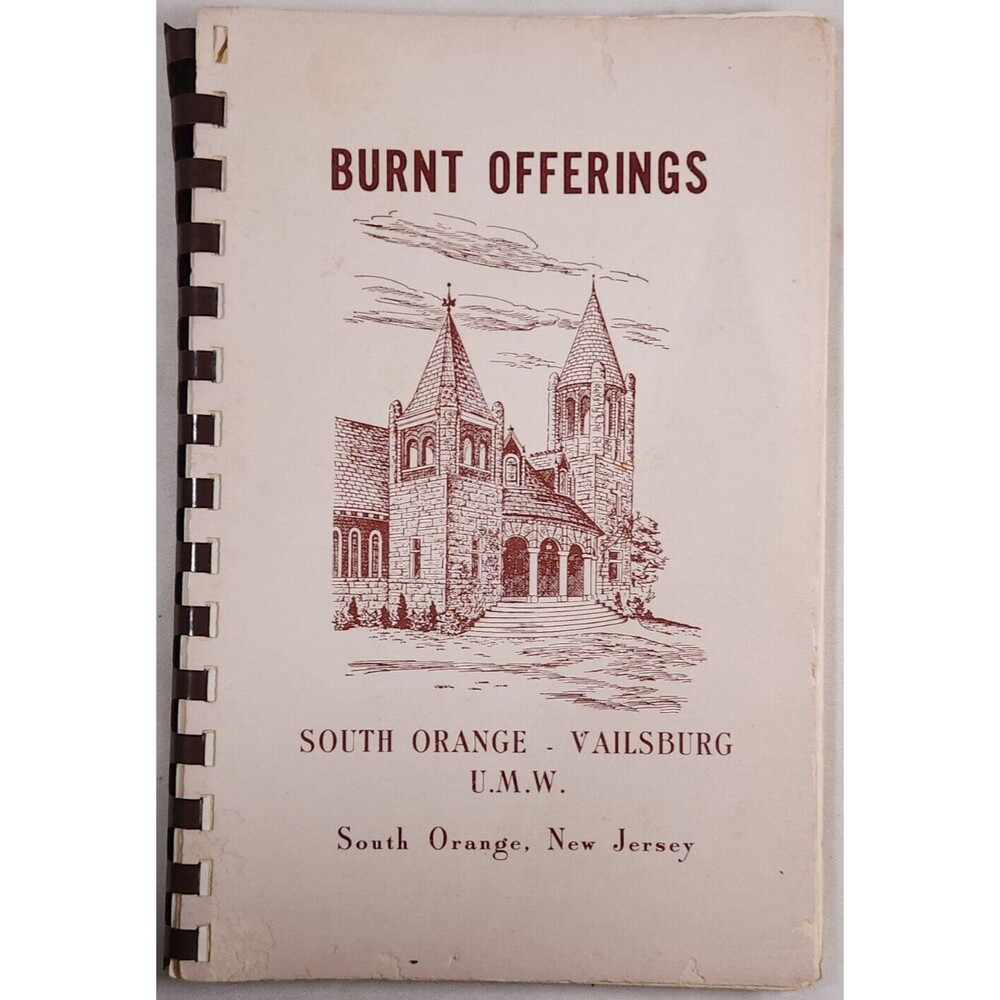 BURNT OFFERINGS
SOUTH ORANGE - VAILSBURG
U.M.W.
South Orange, New Jersey